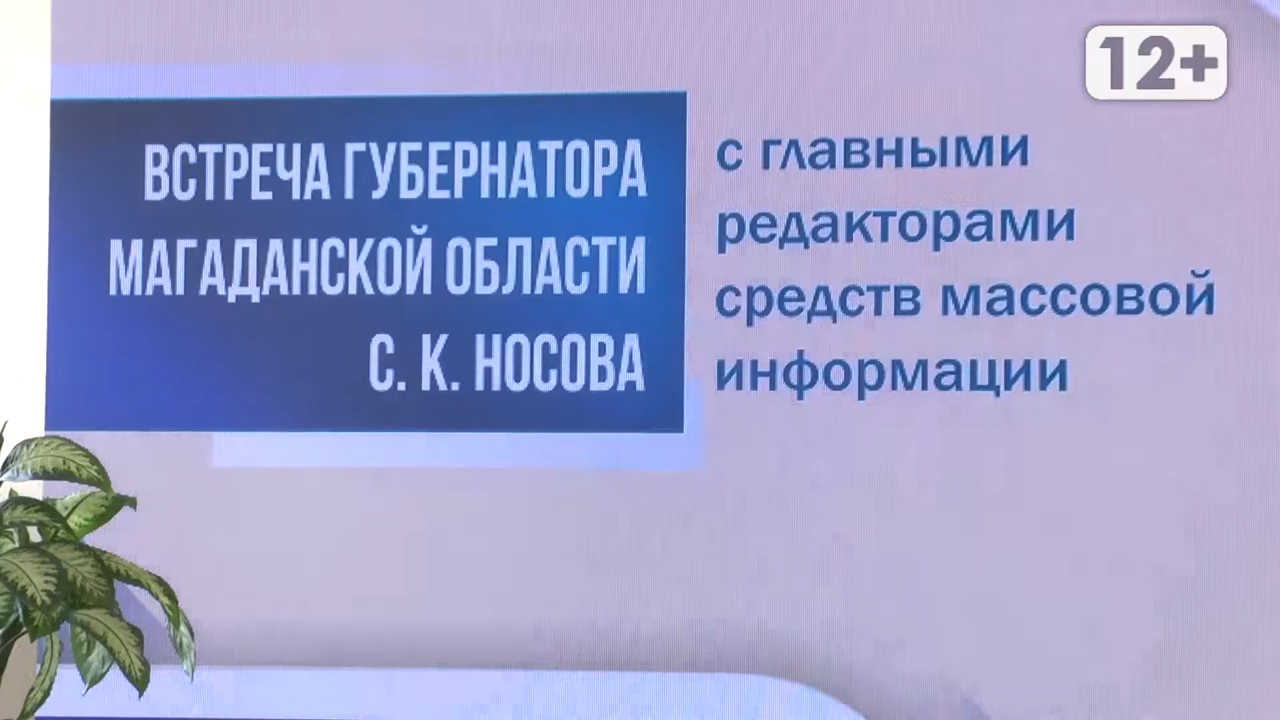 12+
ВСТРЕЧА ГУБЕРНАТОРА
МАГАДАНСКОЙ ОБЛАСТИ
С. К. НОСОВА
с главными
редакторами
средств массовой
информации